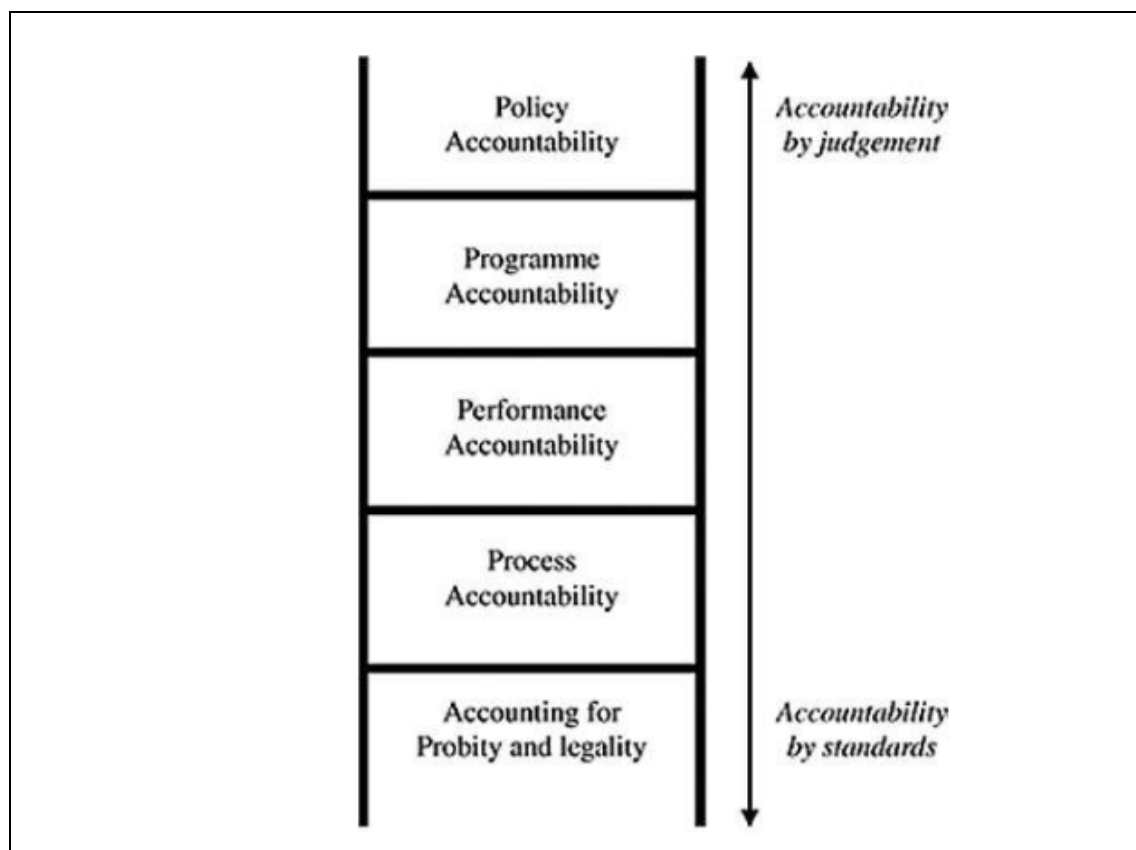 Policy
Accountability
Accountability
by judgement
Programme
Accountability
Performance
Accountability
Process
Accountability
Accounting for
Probity and legality
Accountability
by standards